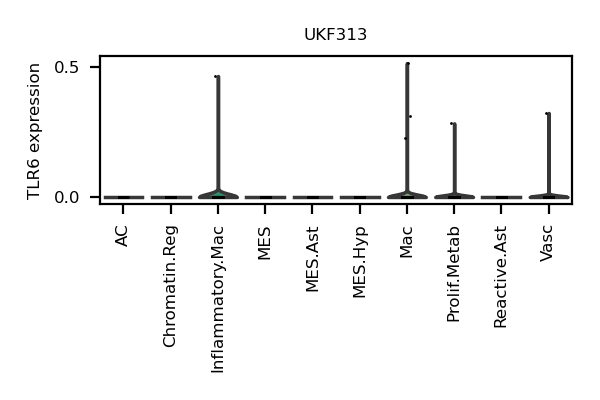 UKF313
TLR6 expression
0.5
0.0
AC
Chromatin.Reg
Inflammatory.Mac
MES
MES.Ast
MES.Hyp
Mac
Prolif.Metab
Reactive.Ast
Vasc